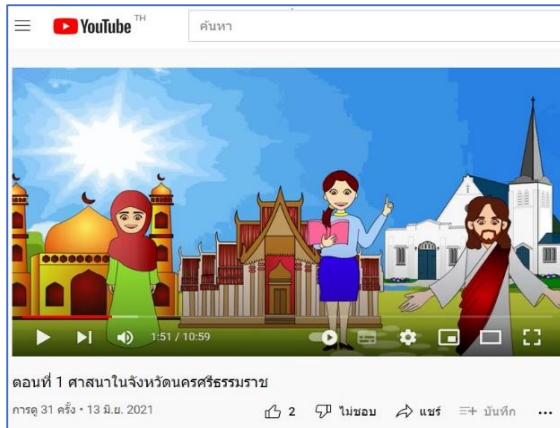 YouTube TH
ค้นหา
1:51 / 10:59
ตอนที่ 1 ศาสนาในจังหวัดนครศรีธรรมราช
การดู 31 ครั้ง • 13 มิ.ย. 2021 2 ไม่ชอบ แชร์ บันทึก